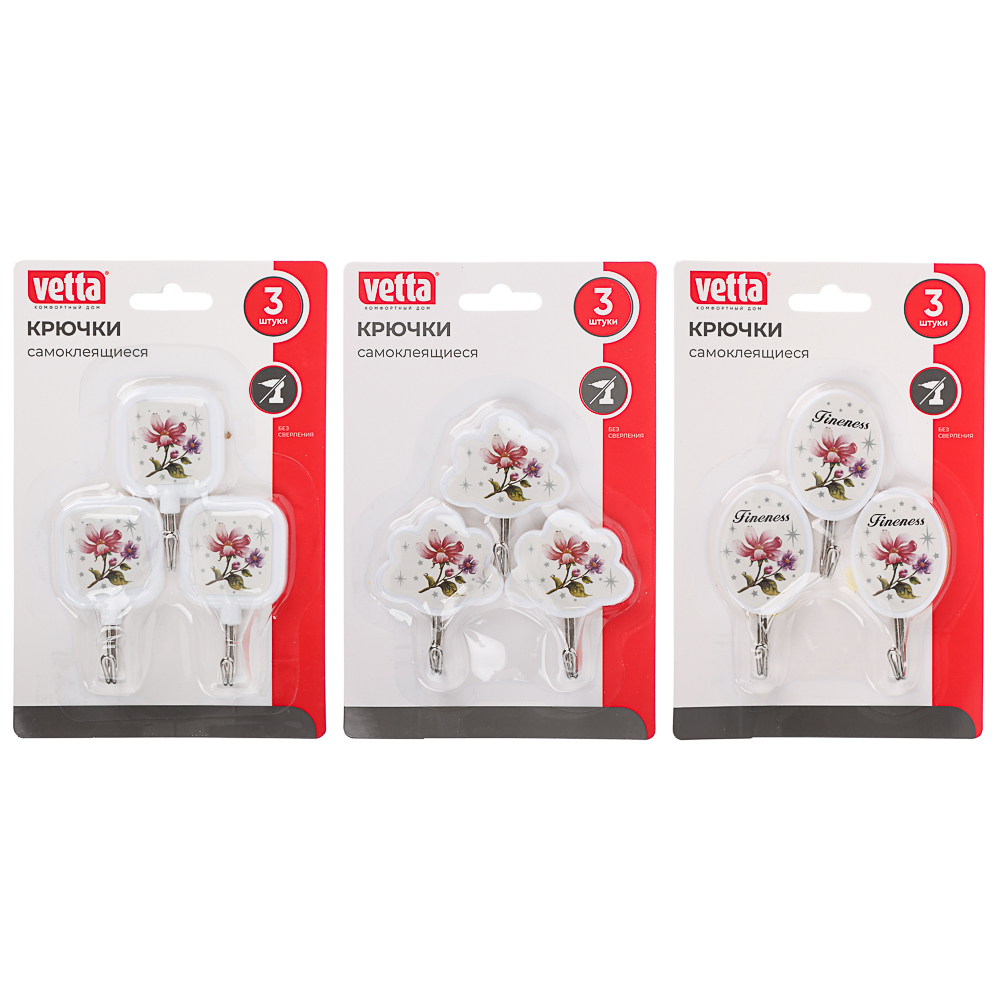 vetta®
КОМФОРТНЫЙ ДОМ
КРЮЧКИ
самоклеящиеся
3
штуки
БЕЗ
СВЕРЛЕНИЯ
vetta®
КОМФОРТНЫЙ ДОМ
КРЮЧКИ
самоклеящиеся
3
штуки
БЕЗ
СВЕРЛЕНИЯ
vetta®
КОМФОРТНЫЙ ДОМ
КРЮЧКИ
самоклеящиеся
3
штуки
БЕЗ
СВЕРЛЕНИЯ
Fineness
Fineness
Fineness